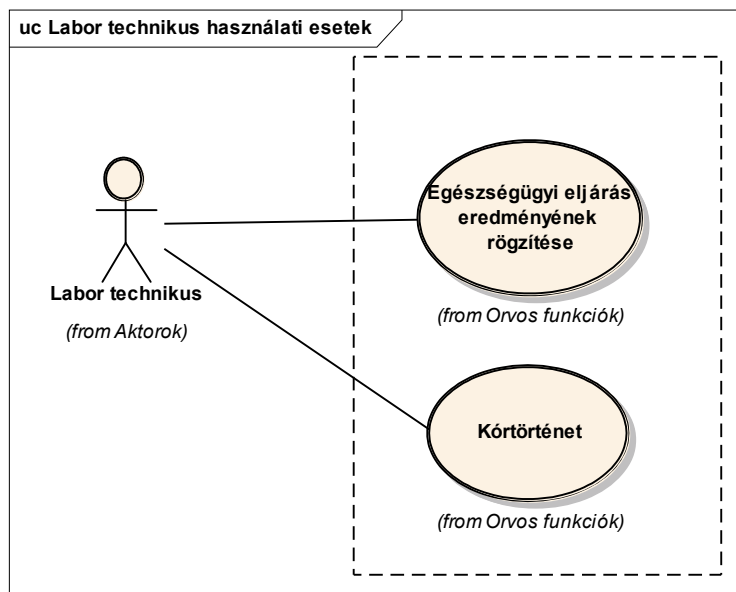 uc Labor technikus használati esetek
Egészségügyi eljárás
eredményének
rögzítése
(from Orvos funkciók)
Labor technikus
(from Aktorok)
Kórtörténet
(from Orvos funkciók)